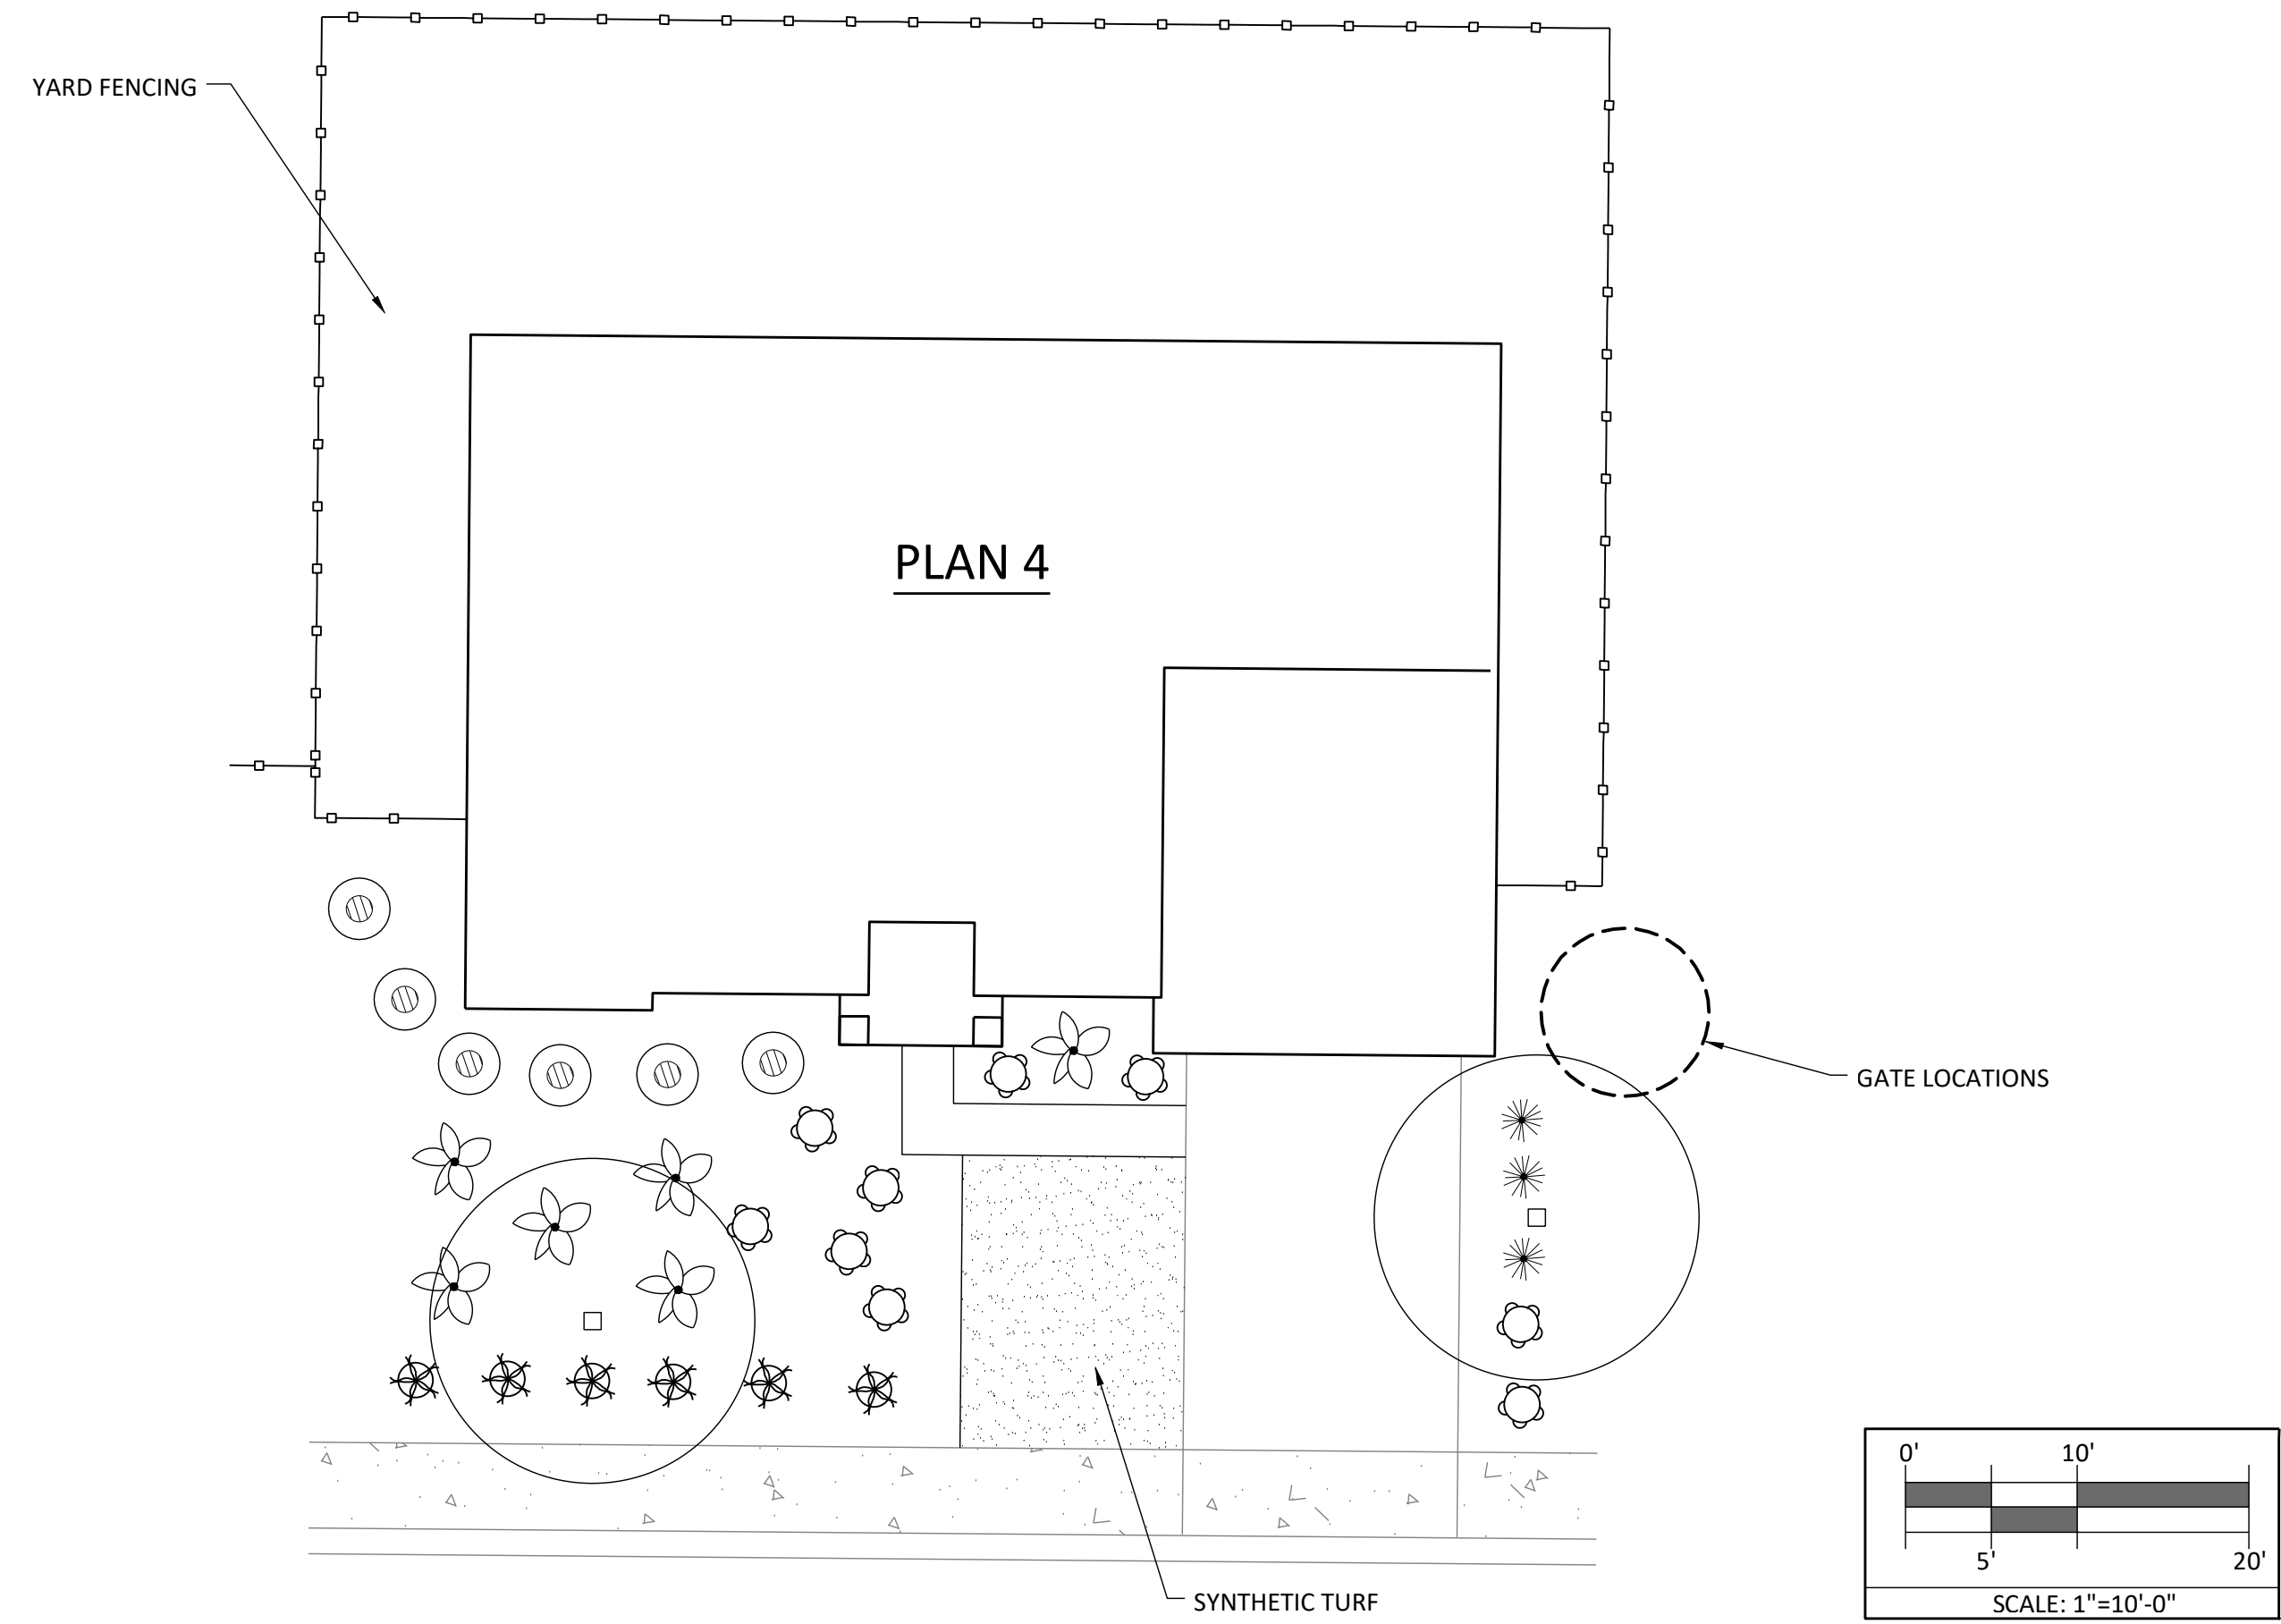 YARD FENCING
PLAN 4
GATE LOCATIONS
0' 10'
5' 20'
SCALE: 1"=10'-0"
SYNTHETIC TURF